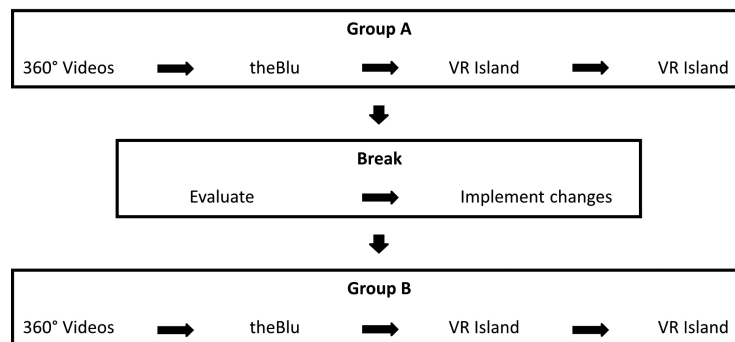 Group A
360° Videos theBlu VR Island VR Island
Break
Evaluate Implement changes
Group B
360° Videos theBlu VR Island VR Island